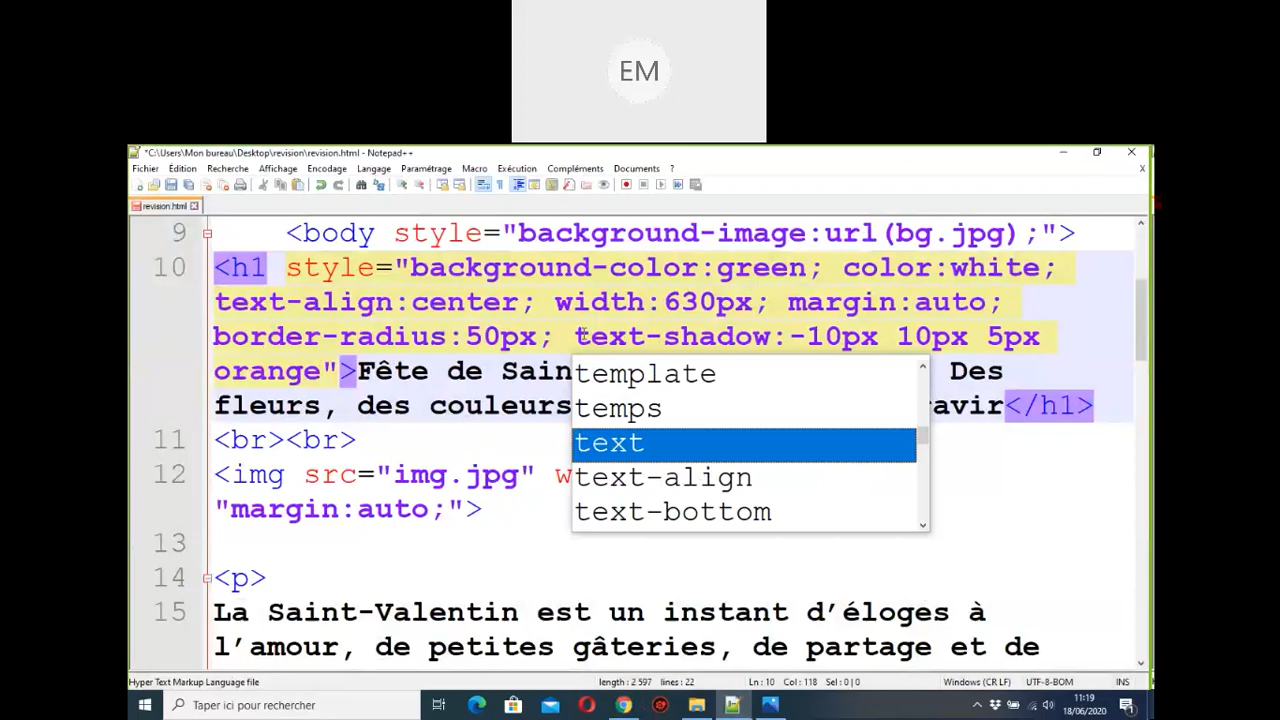 EM
*C:\Users\Mon bureau\Desktop\revision\revision.html - Notepad++
Fichier Édition Recherche Affichage Encodage Langage Paramétrage Macro Exécution Compléments Documents ? X
revision.html
9 <body style="background-image:url(bg.jpg);">
10 <h1 style="background-color:green; color:white;
text-align:center; width:630px; margin:auto;
border-radius:50px; text-shadow:-10px 10px 5px
orange">Fête de Sain Des
fleurs, des couleurs ravir</h1>
template
temps
text
text-align
text-bottom
11 <br><br>
12 <img src="img.jpg" w
"margin:auto;">
13
14 <p>
15 La Saint-Valentin est un instant d’éloges à
l’amour, de petites gâteries, de partage et de
Hyper Text Markup Language file length : 2 597 lines : 22 Ln : 10 Col : 118 Sel : 0 | 0 Windows (CR LF) UTF-8-BOM INS
Taper ici pour rechercher
11:19
18/06/2020
1